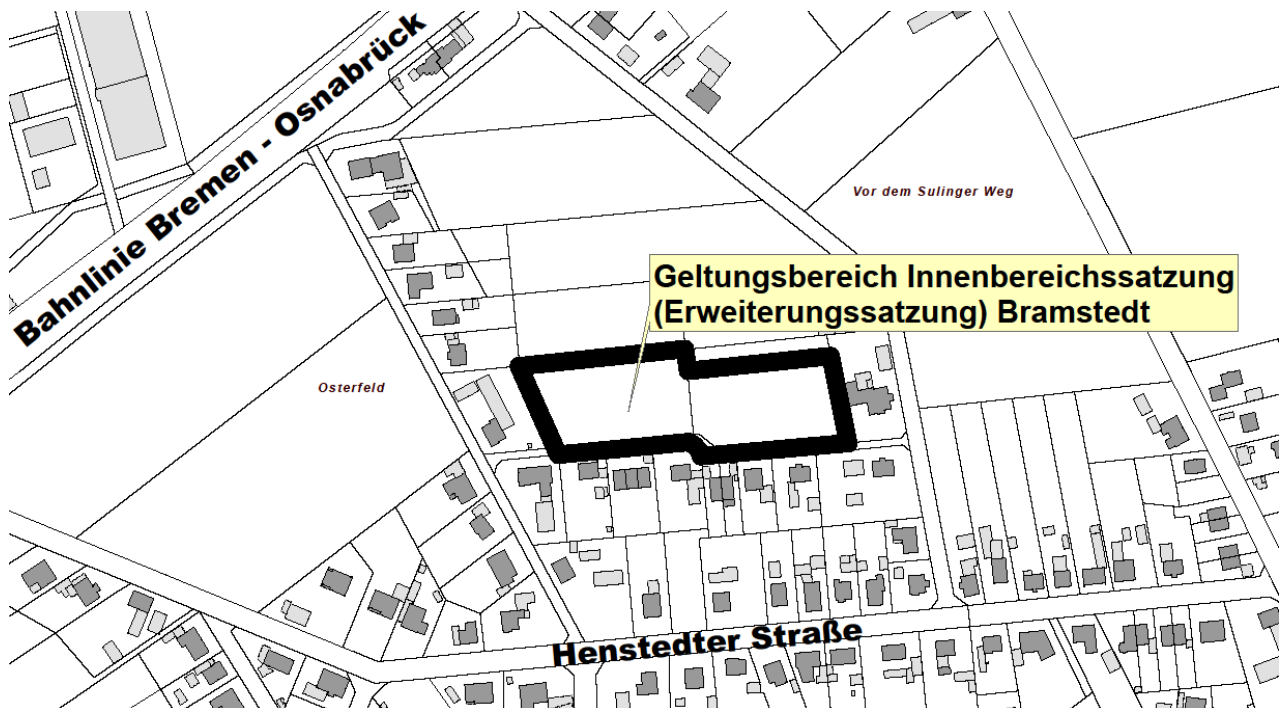 Bahnlinie Bremen - Osnabrück
Vor dem Sulinger Weg
Geltungsbereich Innenbereichssatzung
(Erweiterungssatzung) Bramstedt
Osterfeld
Henstedter Straße